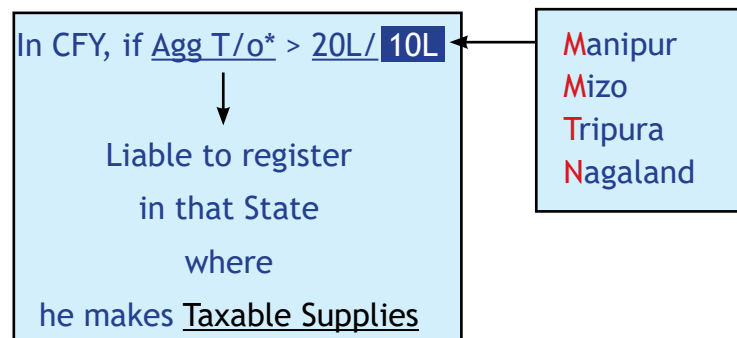 In CFY, if Agg T/o* > 20L/ 10L
Liable to register
in that State
where
he makes Taxable Supplies
Manipur
Mizo
Tripura
Nagaland